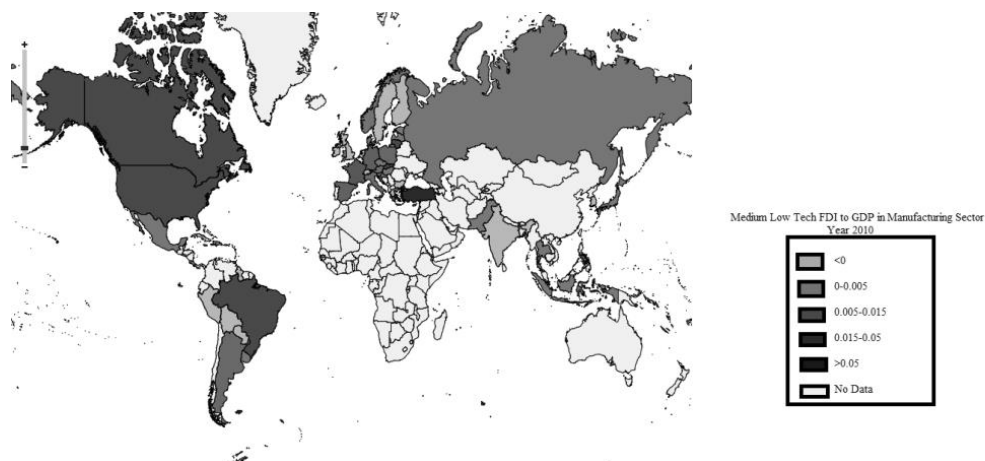 +
-
Medium Low Tech FDI to GDP in Manufacturing Sector
Year 2010
<0
0-0.005
0.005-0.015
0.015-0.05
>0.05
No Data